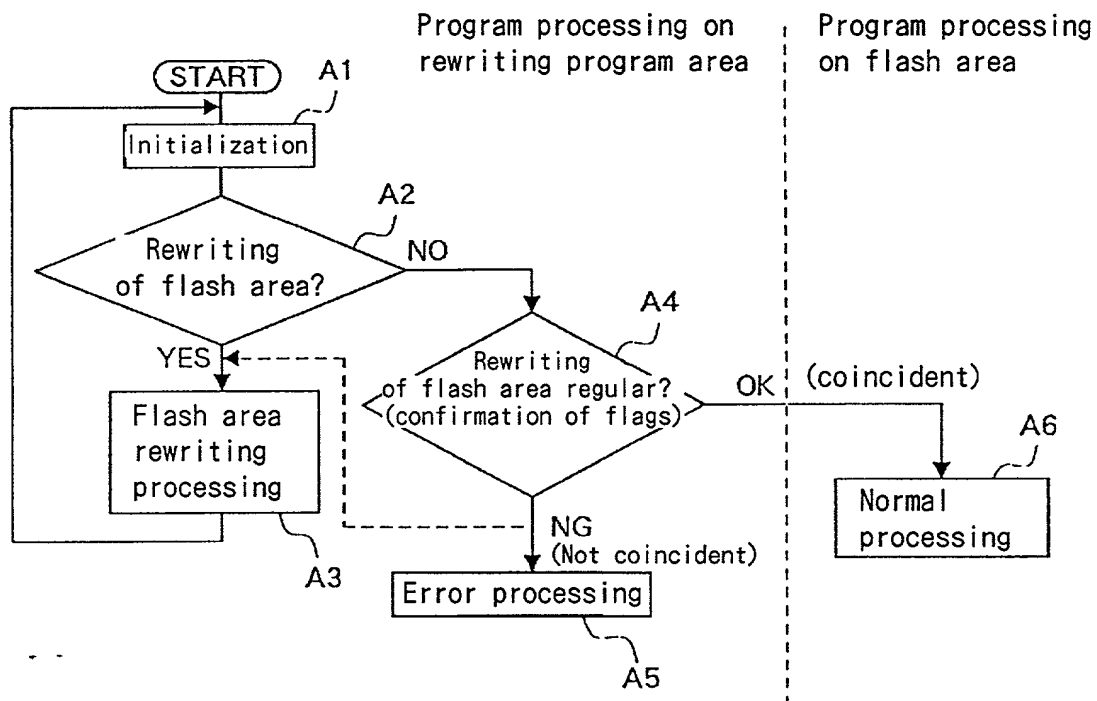 Program processing on
rewriting program area
Program processing
on flash area
START
A1
Initialization
A2
Rewriting
of flash area?
NO
A4
YES
Rewriting
of flash area regular?
(confirmation of flags)
OK
(coincident)
Flash area
rewriting
processing
A6
Normal
processing
NG
(Not coincident)
A3
Error processing
A5